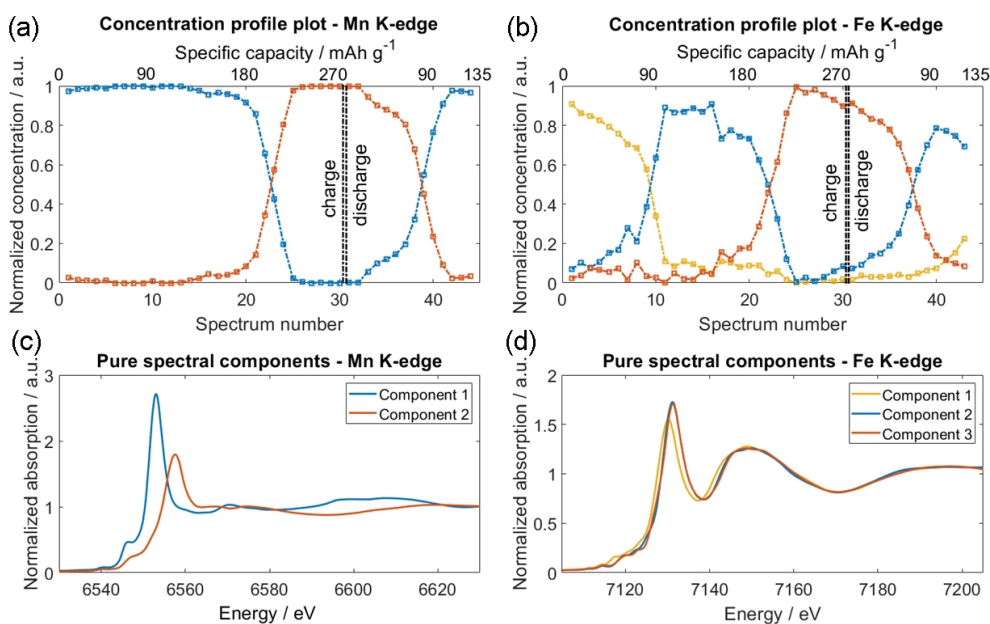 (a)
Concentration profile plot - Mn K-edge
Specific capacity / mAh g-1
0 90 180 270 90 135
Normalized concentration / a.u.
1
0.8
0.6
0.4
0.2
0
charge
discharge
0 10 20 30 40
Spectrum number
(b)
Concentration profile plot - Fe K-edge
Specific capacity / mAh g-1
0 90 180 270 90 135
Normalized concentration / a.u.
1
0.8
0.6
0.4
0.2
0
charge
discharge
0 10 20 30 40
Spectrum number
(c)
Pure spectral components - Mn K-edge
Normalized absorption / a.u.
3
2
1
0
Component 1
Component 2
6540 6560 6580 6600 6620
Energy / eV
(d)
Pure spectral components - Fe K-edge
Normalized absorption / a.u.
2
1.5
1
0.5
0
Component 1
Component 2
Component 3
7120 7140 7160 7180 7200
Energy / eV